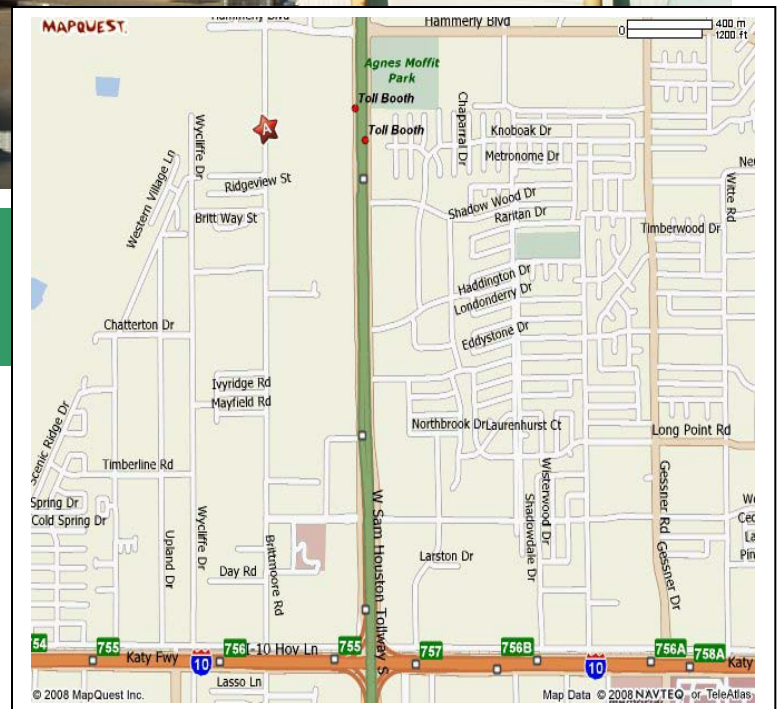 MAPQUEST.
Hammerly Blvd
Hammerly Blvd
0
400 m
1200 ft
Agnes Moffit
Park
Toll Booth
Toll Booth
A
Wycliffe Dr
Western Village Ln
Ridgeview St
Britt Way St
Chaparral Dr
Knoboak Dr
Metronome Dr
Witte Rd
Shadow Wood Dr
Raritan Dr
Timberwood Dr
Haddington Dr
Londonderry Dr
Eddystone Dr
Chatterton Dr
Ivyridge Rd
Mayfield Rd
Scenic Ridge Dr
Northbrook Dr
Laurenhurst Ct
Long Point Rd
Timberline Rd
Wisterwood Dr
Shadowdale Dr
Gessner Rd
Spring Dr
Cold Spring Dr
Upland Dr
Wycliffe Dr
Brittmoore Rd
Day Rd
W Sam Houston Tollway S
Larston Dr
Gessner Dr
754
755
756
I-10 Hov Ln
755
757
756B
756A
758A
Katy Fwy
10
10
Katy
Lasso Ln
© 2008 MapQuest Inc.
Map Data © 2008 NAVTEQ or TeleAtlas